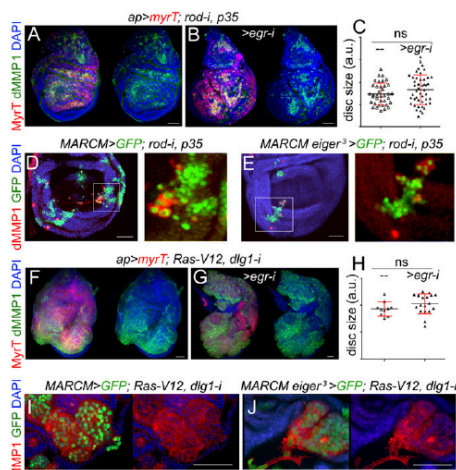 ap>myrT; rod-i, p35
A
B
>egr-i
C
ns
--
>egr-i
disc size (a.u.)
MyrT dMMP1 DAPI
MARCM>GFP; rod-i, p35
MARCM eiger³>GFP; rod-i, p35
D
E
dMMP1 GFP DAPI
ap>myrT; Ras-V12, dlg1-i
F
G
>egr-i
H
ns
--
>egr-i
disc size (a.u.)
MyrT dMMP1 DAPI
MARCM>GFP; Ras-V12, dlg1-i
MARCM eiger³>GFP; Ras-V12, dlg1-i
I
J
IMP1 GFP DAPI